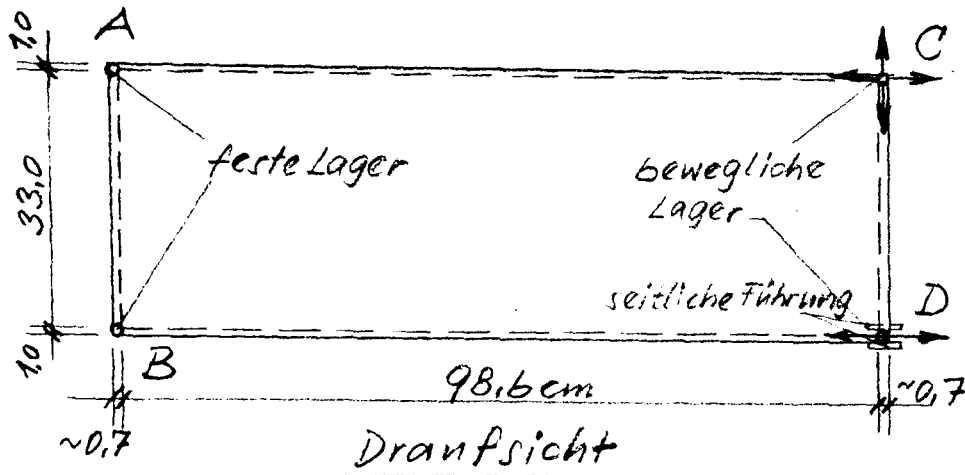 A
C
1,0
33,0
1,0
feste Lager
bewegliche
Lager
seitliche Führung
D
B
98,6cm
~0,7
~0,7
Draufsicht